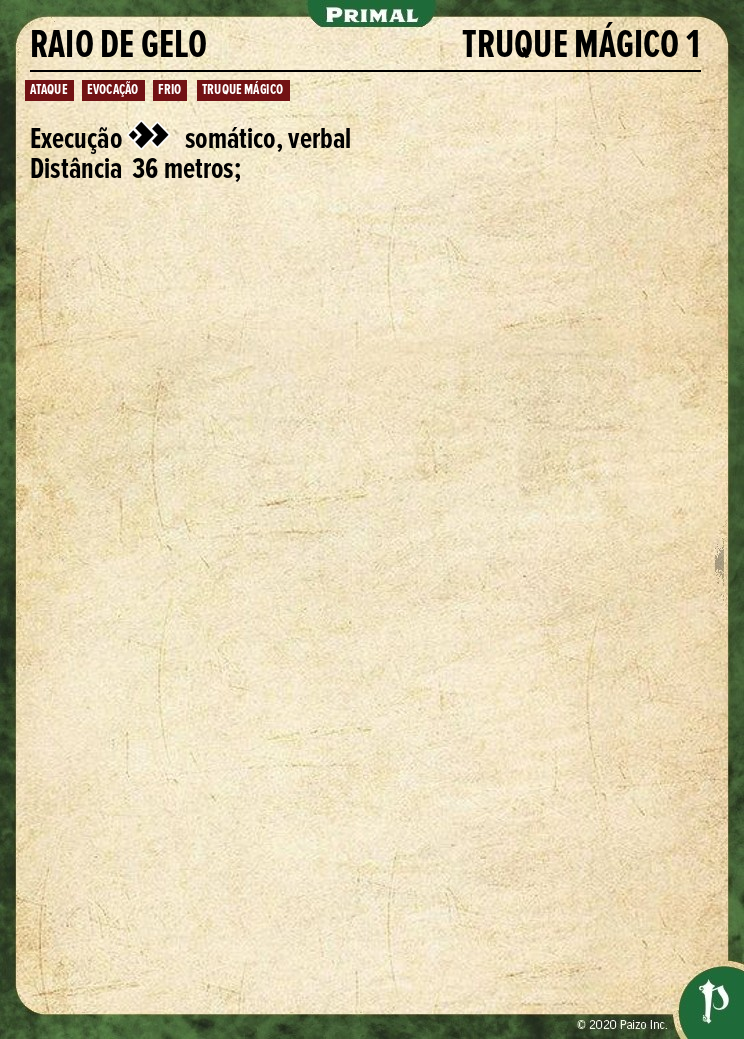 PRIMAL
RAIO DE GELO TRUQUE MÁGICO 1
ATAQUE EVOCAÇÃO FRIO TRUQUE MÁGICO
Execução somático, verbal
Distância 36 metros;
© 2020 Paizo Inc.